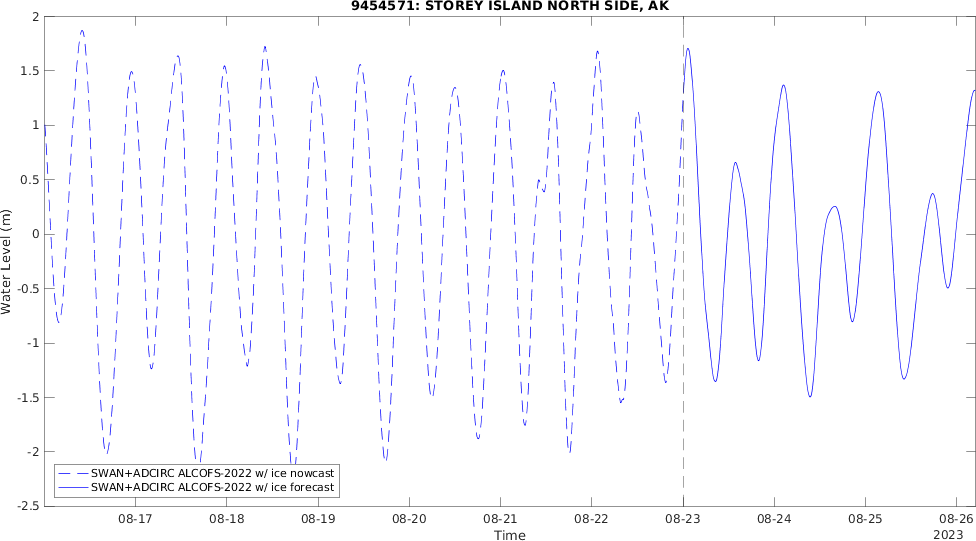 9454571: STOREY ISLAND NORTH SIDE, AK
Water Level (m)
2
1.5
1
0.5
0
-0.5
-1
-1.5
-2
-2.5
SWAN+ADCIRC ALCOFS-2022 w/ ice nowcast
SWAN+ADCIRC ALCOFS-2022 w/ ice forecast
08-17 08-18 08-19 08-20 08-21 08-22 08-23 08-24 08-25 08-26
Time 2023